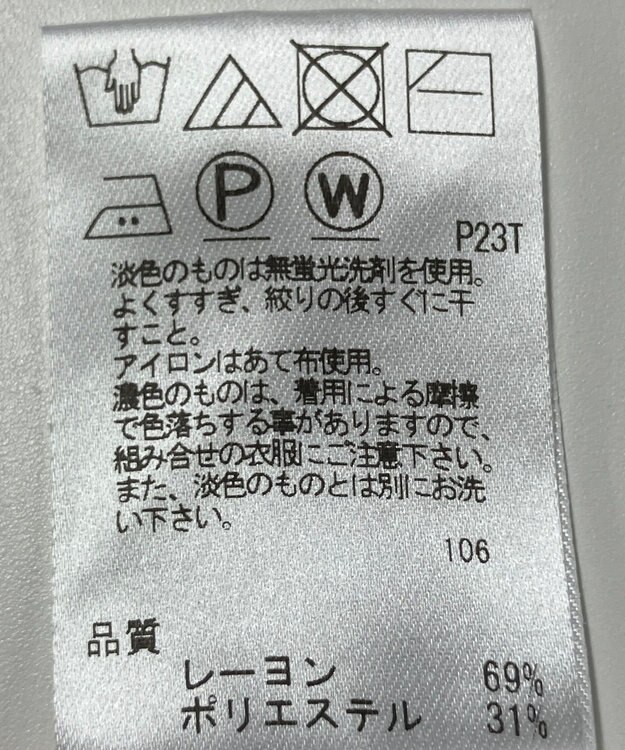 P W P23T
淡色のものは無蛍光洗剤を使用。
よくすすぎ、絞りの後すぐに干
すこと。
アイロンはあて布使用。
濃色のものは、着用による摩擦
で色落ちする事がありますので、
組み合せの衣服にご注意下さい。
また、淡色のものとは別にお洗
い下さい。
106
品質
レーヨン 69%
ポリエステル 31%